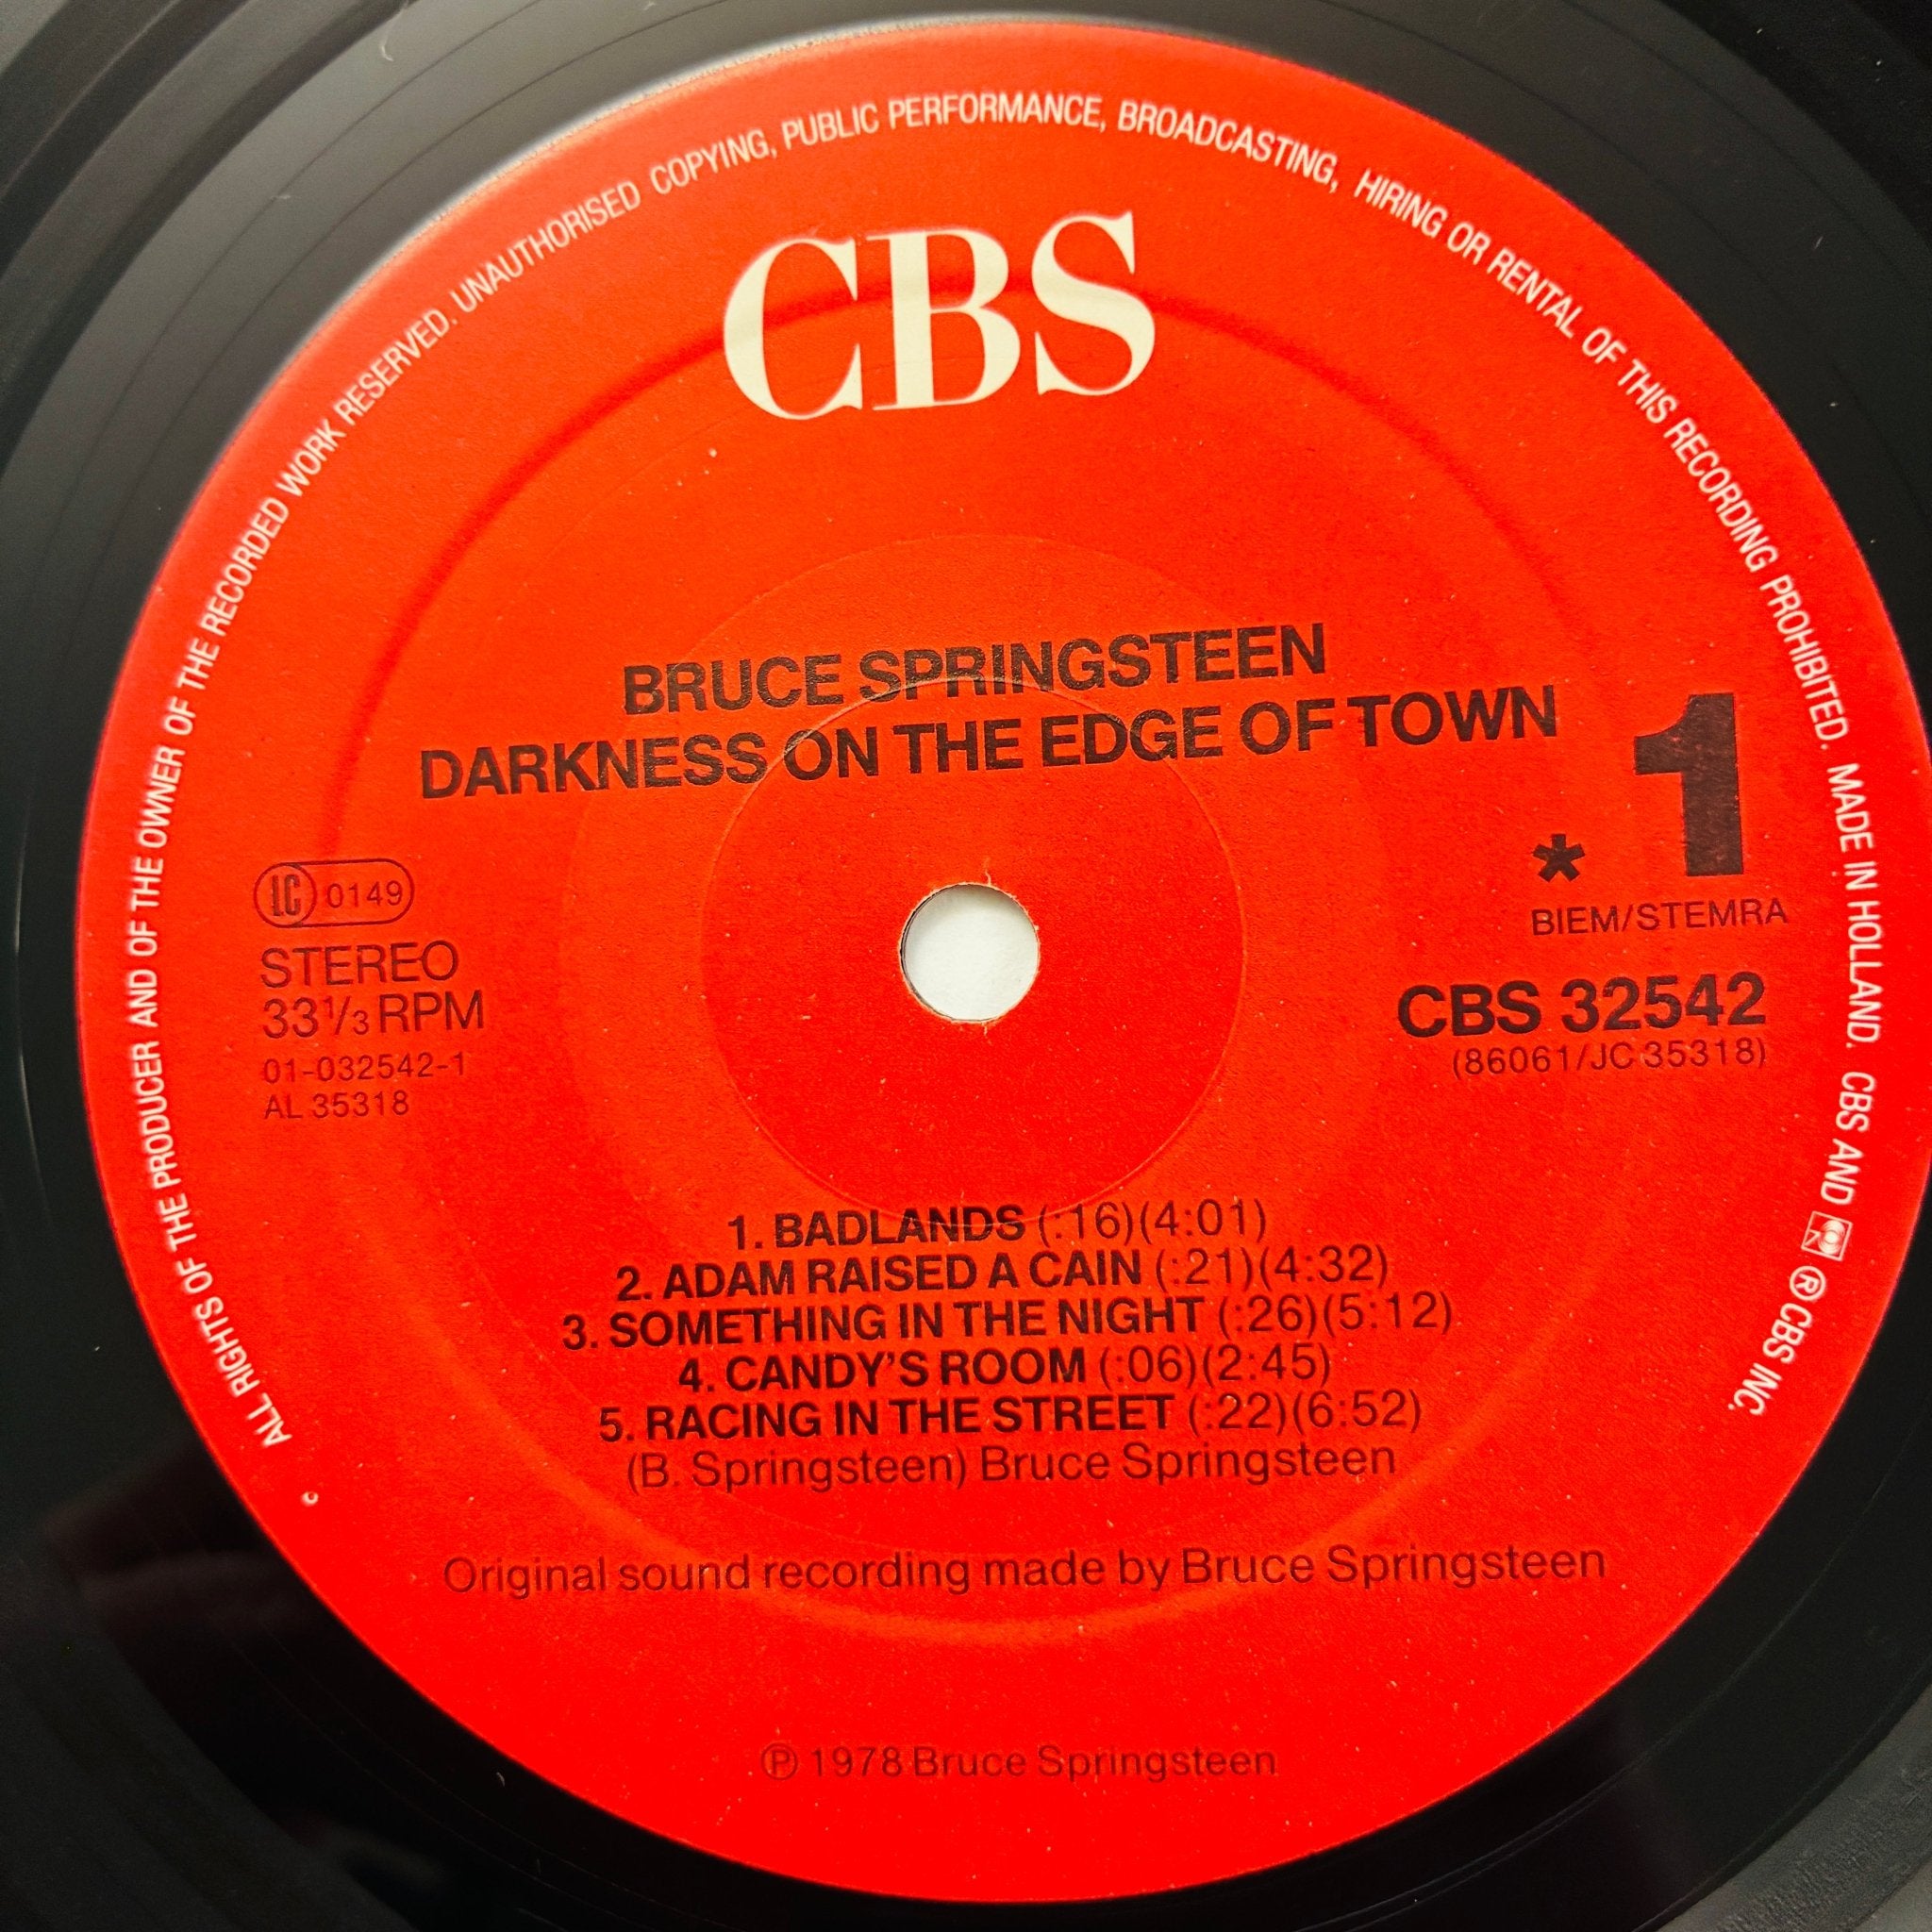 ALL RIGHTS OF THE PRODUCER AND OF THE OWNER OF THE RECORDED WORK RESERVED. UNAUTHORISED COPYING, PUBLIC PERFORMANCE, BROADCASTING, HIRING OR RENTAL OF THIS RECORDING PROHIBITED. MADE IN HOLLAND. CBS AND ® CBS INC.
CBS
BRUCE SPRINGSTEEN
DARKNESS ON THE EDGE OF TOWN
* 1
BIEM/STEMRA
LC 0149
STEREO
33 1/3 RPM
01-032542-1
AL 35318
CBS 32542
(86061/JC 35318)
1. BADLANDS (:16)(4:01)
2. ADAM RAISED A CAIN (:21)(4:32)
3. SOMETHING IN THE NIGHT (:26)(5:12)
4. CANDY'S ROOM (:06)(2:45)
5. RACING IN THE STREET (:22)(6:52)
(B. Springsteen) Bruce Springsteen
Original sound recording made by Bruce Springsteen
℗ 1978 Bruce Springsteen